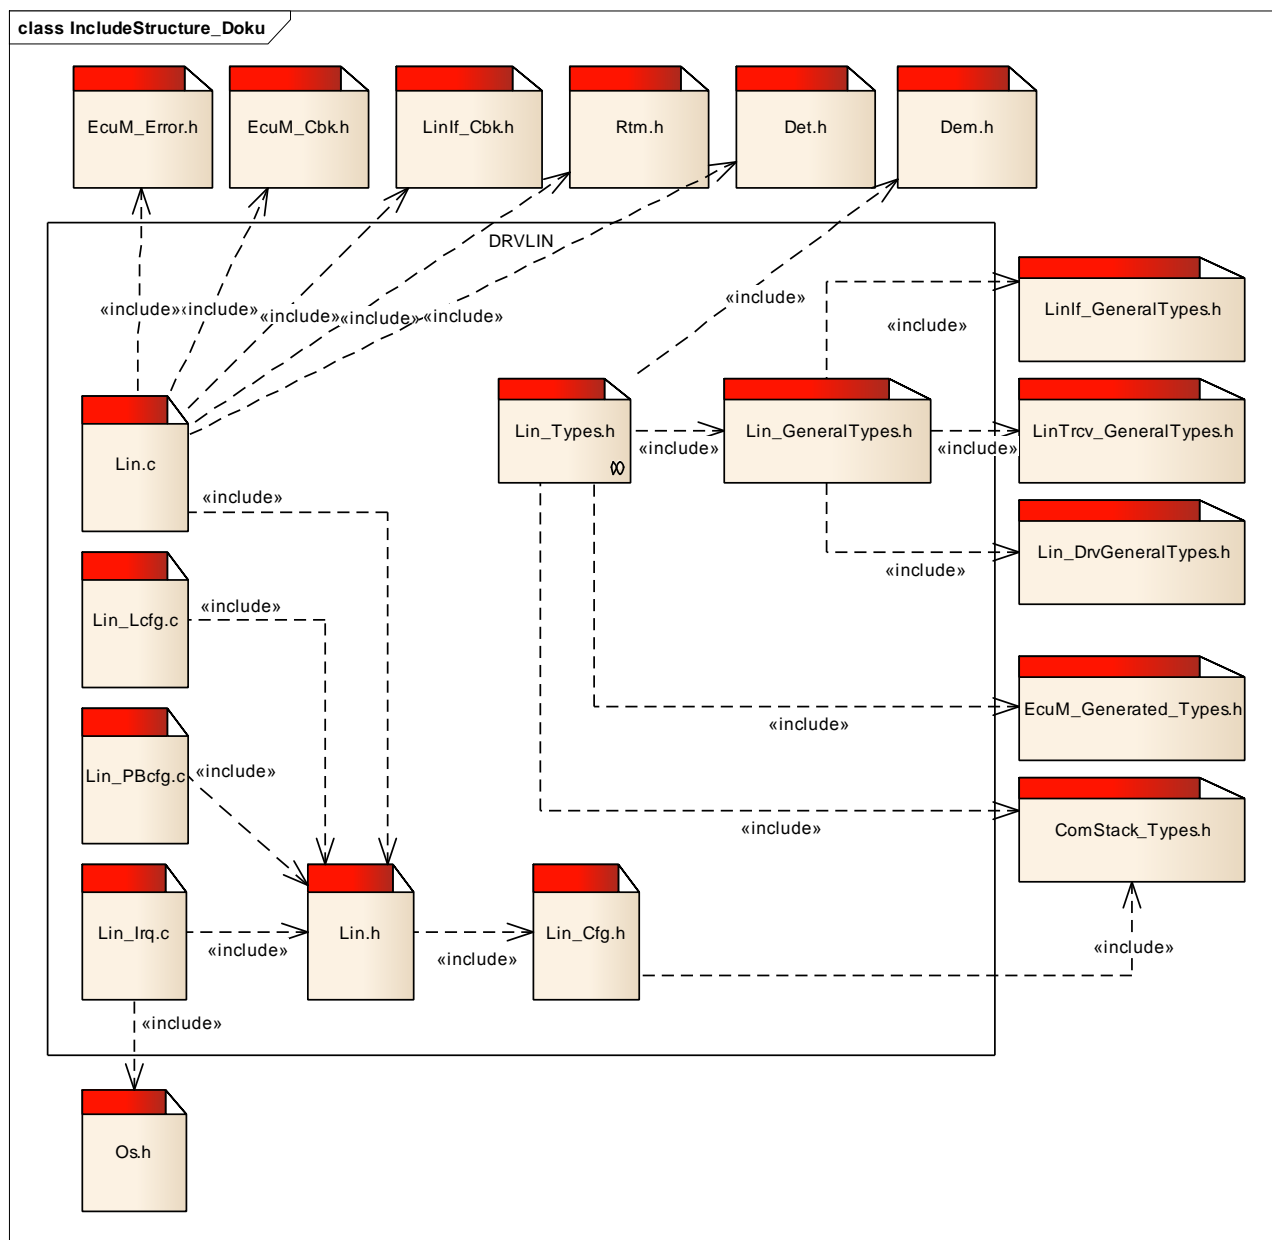 class IncludeStructure_Doku
EcuM_Error.h
EcuM_Cbk.h
LinIf_Cbk.h
Rtm.h
Det.h
Dem.h
DRVLIN
«include»
«include»
«include»
«include»
«include»
«include»
«include»
LinIf_GeneralTypes.h
Lin.c
Lin_Types.h
«include»
Lin_GeneralTypes.h
«include»
LinTrcv_GeneralTypes.h
«include»
«include»
Lin_DrvGeneralTypes.h
Lin_Lcfg.c
«include»
«include»
EcuM_Generated_Types.h
Lin_PBcfg.c
«include»
«include»
ComStack_Types.h
Lin_Irq.c
«include»
Lin.h
«include»
Lin_Cfg.h
«include»
«include»
Os.h